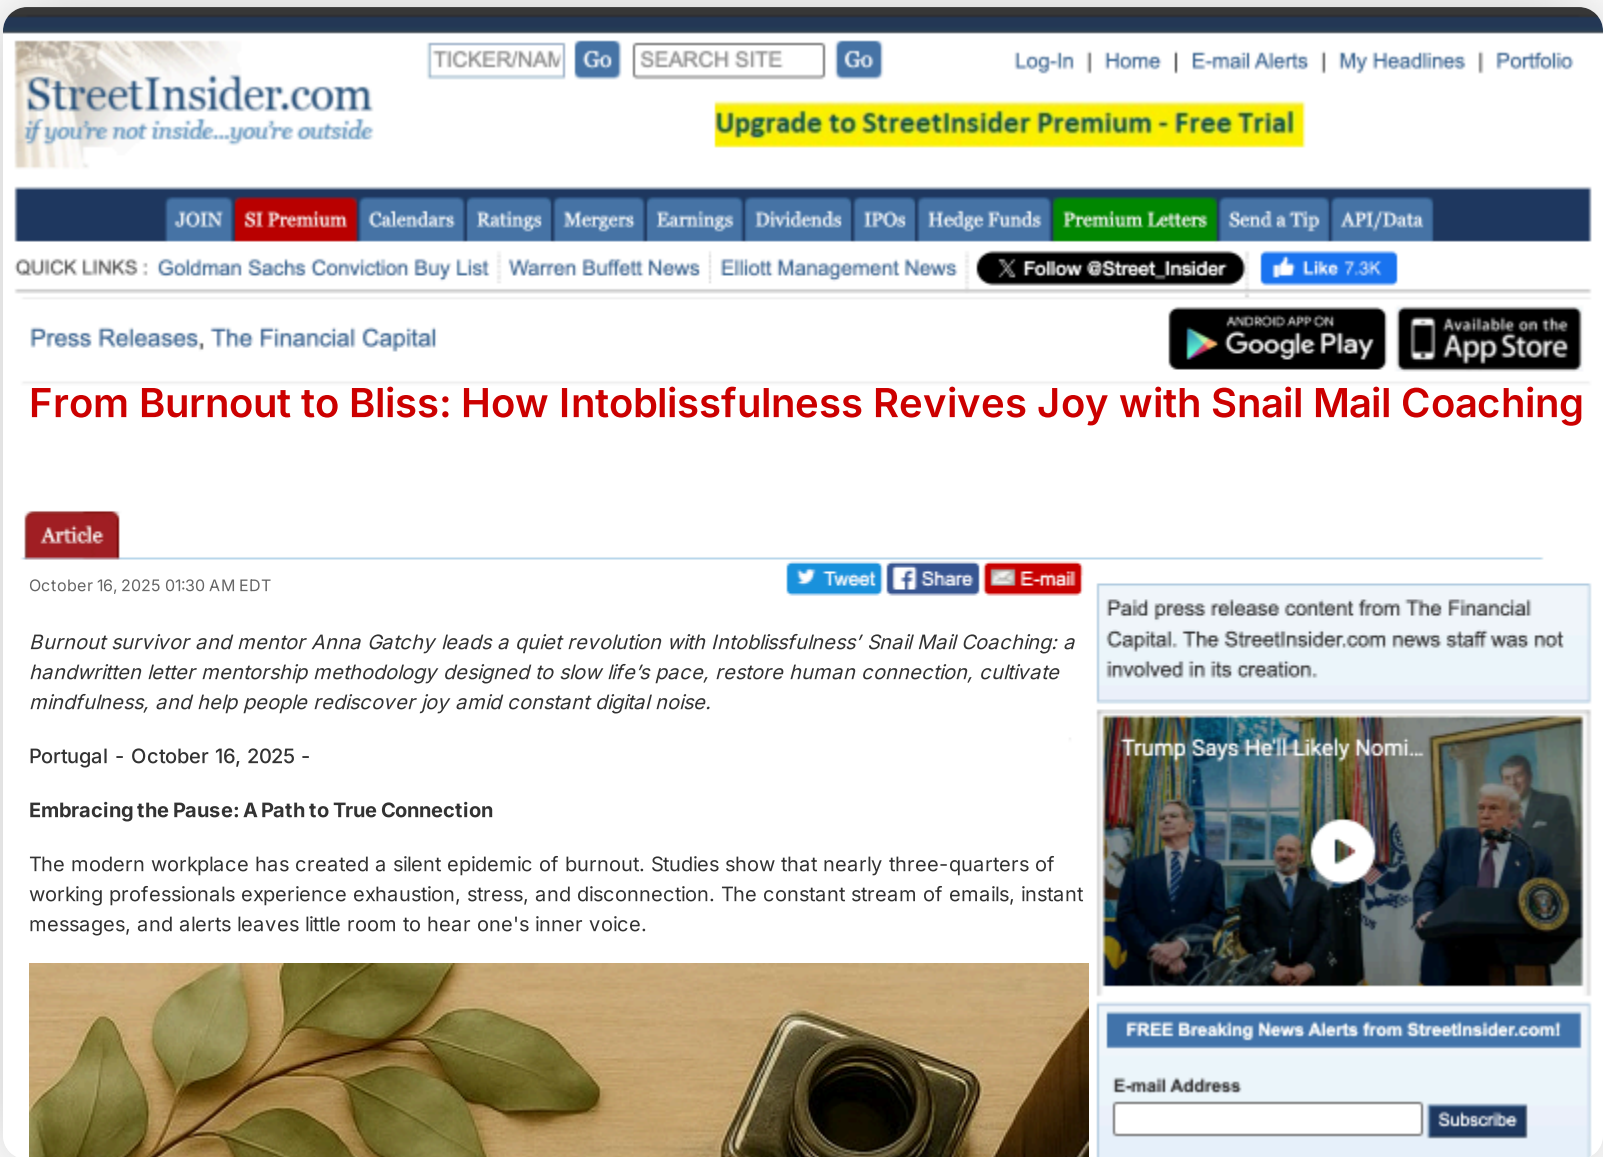 StreetInsider.com
if you're not inside...you're outside
TICKER/NAM Go SEARCH SITE Go
Log-In | Home | E-mail Alerts | My Headlines | Portfolio
Upgrade to StreetInsider Premium - Free Trial
JOIN SI Premium Calendars Ratings Mergers Earnings Dividends IPOs Hedge Funds Premium Letters Send a Tip API/Data
QUICK LINKS : Goldman Sachs Conviction Buy List Warren Buffett News Elliott Management News X Follow @Street_Insider Like 7.3K
Press Releases, The Financial Capital
ANDROID APP ON
Google Play
Available on the
App Store
From Burnout to Bliss: How Intoblissfulness Revives Joy with Snail Mail Coaching
Article
October 16, 2025 01:30 AM EDT
Tweet Share E-mail
Burnout survivor and mentor Anna Gatchy leads a quiet revolution with Intoblissfulness’ Snail Mail Coaching: a
handwritten letter mentorship methodology designed to slow life’s pace, restore human connection, cultivate
mindfulness, and help people rediscover joy amid constant digital noise.
Portugal - October 16, 2025 -
Embracing the Pause: A Path to True Connection
The modern workplace has created a silent epidemic of burnout. Studies show that nearly three-quarters of
working professionals experience exhaustion, stress, and disconnection. The constant stream of emails, instant
messages, and alerts leaves little room to hear one's inner voice.
Paid press release content from The Financial
Capital. The StreetInsider.com news staff was not
involved in its creation.
Trump Says He'll Likely Nomi...
FREE Breaking News Alerts from StreetInsider.com!
E-mail Address
Subscribe